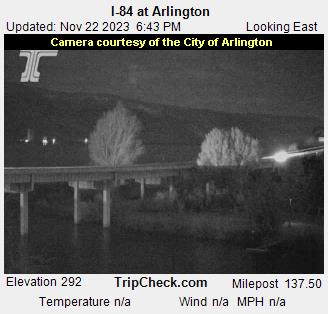 I-84 at Arlington
Updated: Nov 22 2023 6:43 PM Looking East
Camera courtesy of the City of Arlington
Elevation 292 TripCheck.com Milepost 137.50
Temperature n/a Wind n/a MPH n/a